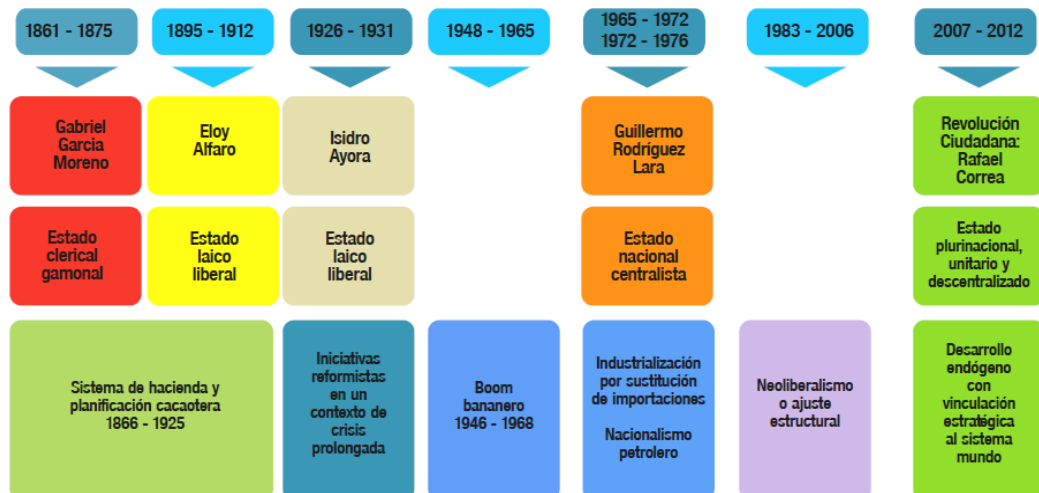 1861 - 1875
1895 - 1912
1926 - 1931
1948 - 1965
1965 - 1972
1972 - 1976
1983 - 2006
2007 - 2012
Gabriel
Garcia
Moreno
Eloy
Alfaro
Isidro
Ayora
Guillermo
Rodríguez
Lara
Revolución
Ciudadana:
Rafael
Correa
Estado
clerical
gamonal
Estado
laico
liberal
Estado
laico
liberal
Estado
nacional
centralista
Estado
plurinacional,
unitario y
descentralizado
Sistema de hacienda y
planificación cacaotera
1866 - 1925
Iniciativas
reformistas
en un
contexto de
crisis
prolongada
Boom
bananero
1946 - 1968
Industrialización
por sustitución
de importaciones
Nacionalismo
petrolero
Neoliberalismo
o ajuste
estructural
Desarrollo
endógeno
con
vinculación
estratégica
al sistema
mundo